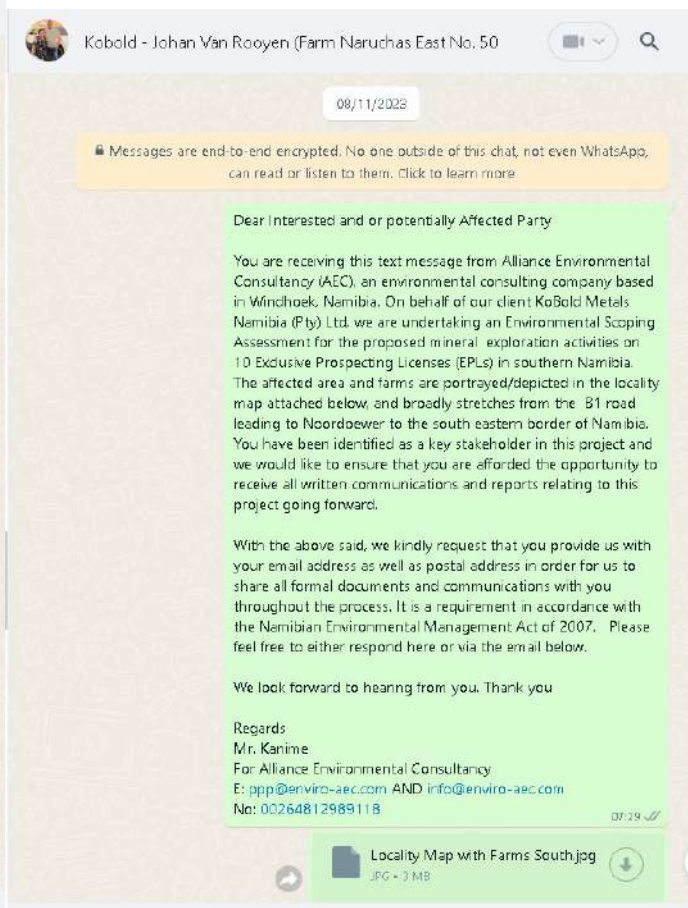 Kobold - Johan Van Rooyen (Farm Naruchas East No. 50
08/11/2023
Messages are end-to-end encrypted. No one outside of this chat, not even WhatsApp,
can read or listen to them. Click to learn more
Dear Interested and or potentially Affected Party
You are receiving this text message from Alliance Environmental
Consultancy (AEC), an environmental consulting company based
in Windhoek, Namibia. On behalf of our client KoBold Metals
Namibia (Pty) Ltd, we are undertaking an Environmental Scoping
Assessment for the proposed mineral exploration activities on
10 Exclusive Prospecting Licenses (EPLs) in southern Namibia.
The affected area and farms are portrayed/depicted in the locality
map attached below, and broadly stretches from the B1 road
leading to Noordoewer to the south eastern border of Namibia.
You have been identified as a key stakeholder in this project and
we would like to ensure that you are afforded the opportunity to
receive all written communications and reports relating to this
project going forward.
With the above said, we kindly request that you provide us with
your email address as well as postal address in order for us to
share all formal documents and communications with you
throughout the process. It is a requirement in accordance with
the Namibian Environmental Management Act of 2007. Please
feel free to either respond here or via the email below.
We look forward to hearing from you. Thank you
Regards
Mr. Kanime
For Alliance Environmental Consultancy
E: ppp@enviro-aec.com AND info@enviro-aec.com
No: 00264812989118
07:29
Locality Map with Farms South.jpg
JPG • 3 MB